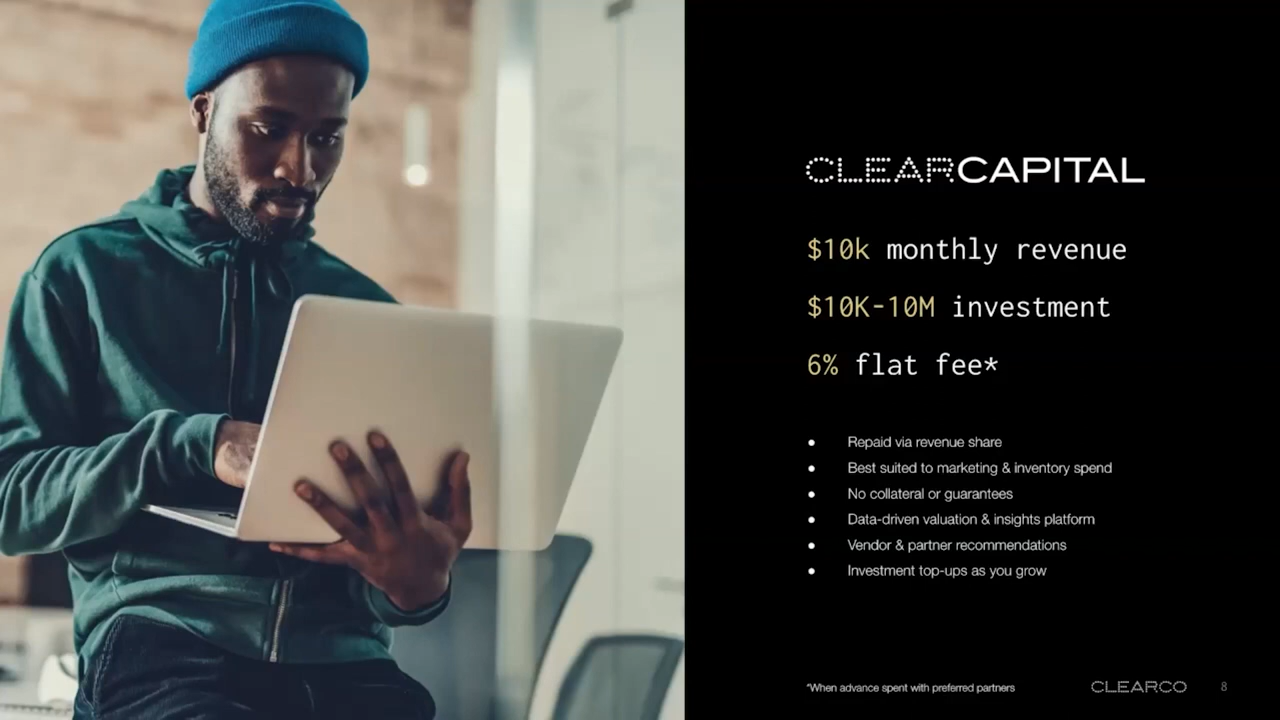 CLEARCAPITAL
$10k monthly revenue
$10K-10M investment
6% flat fee*
● Repaid via revenue share
● Best suited to marketing & inventory spend
● No collateral or guarantees
● Data-driven valuation & insights platform
● Vendor & partner recommendations
● Investment top-ups as you grow
*When advance spent with preferred partners
CLEARCO 8